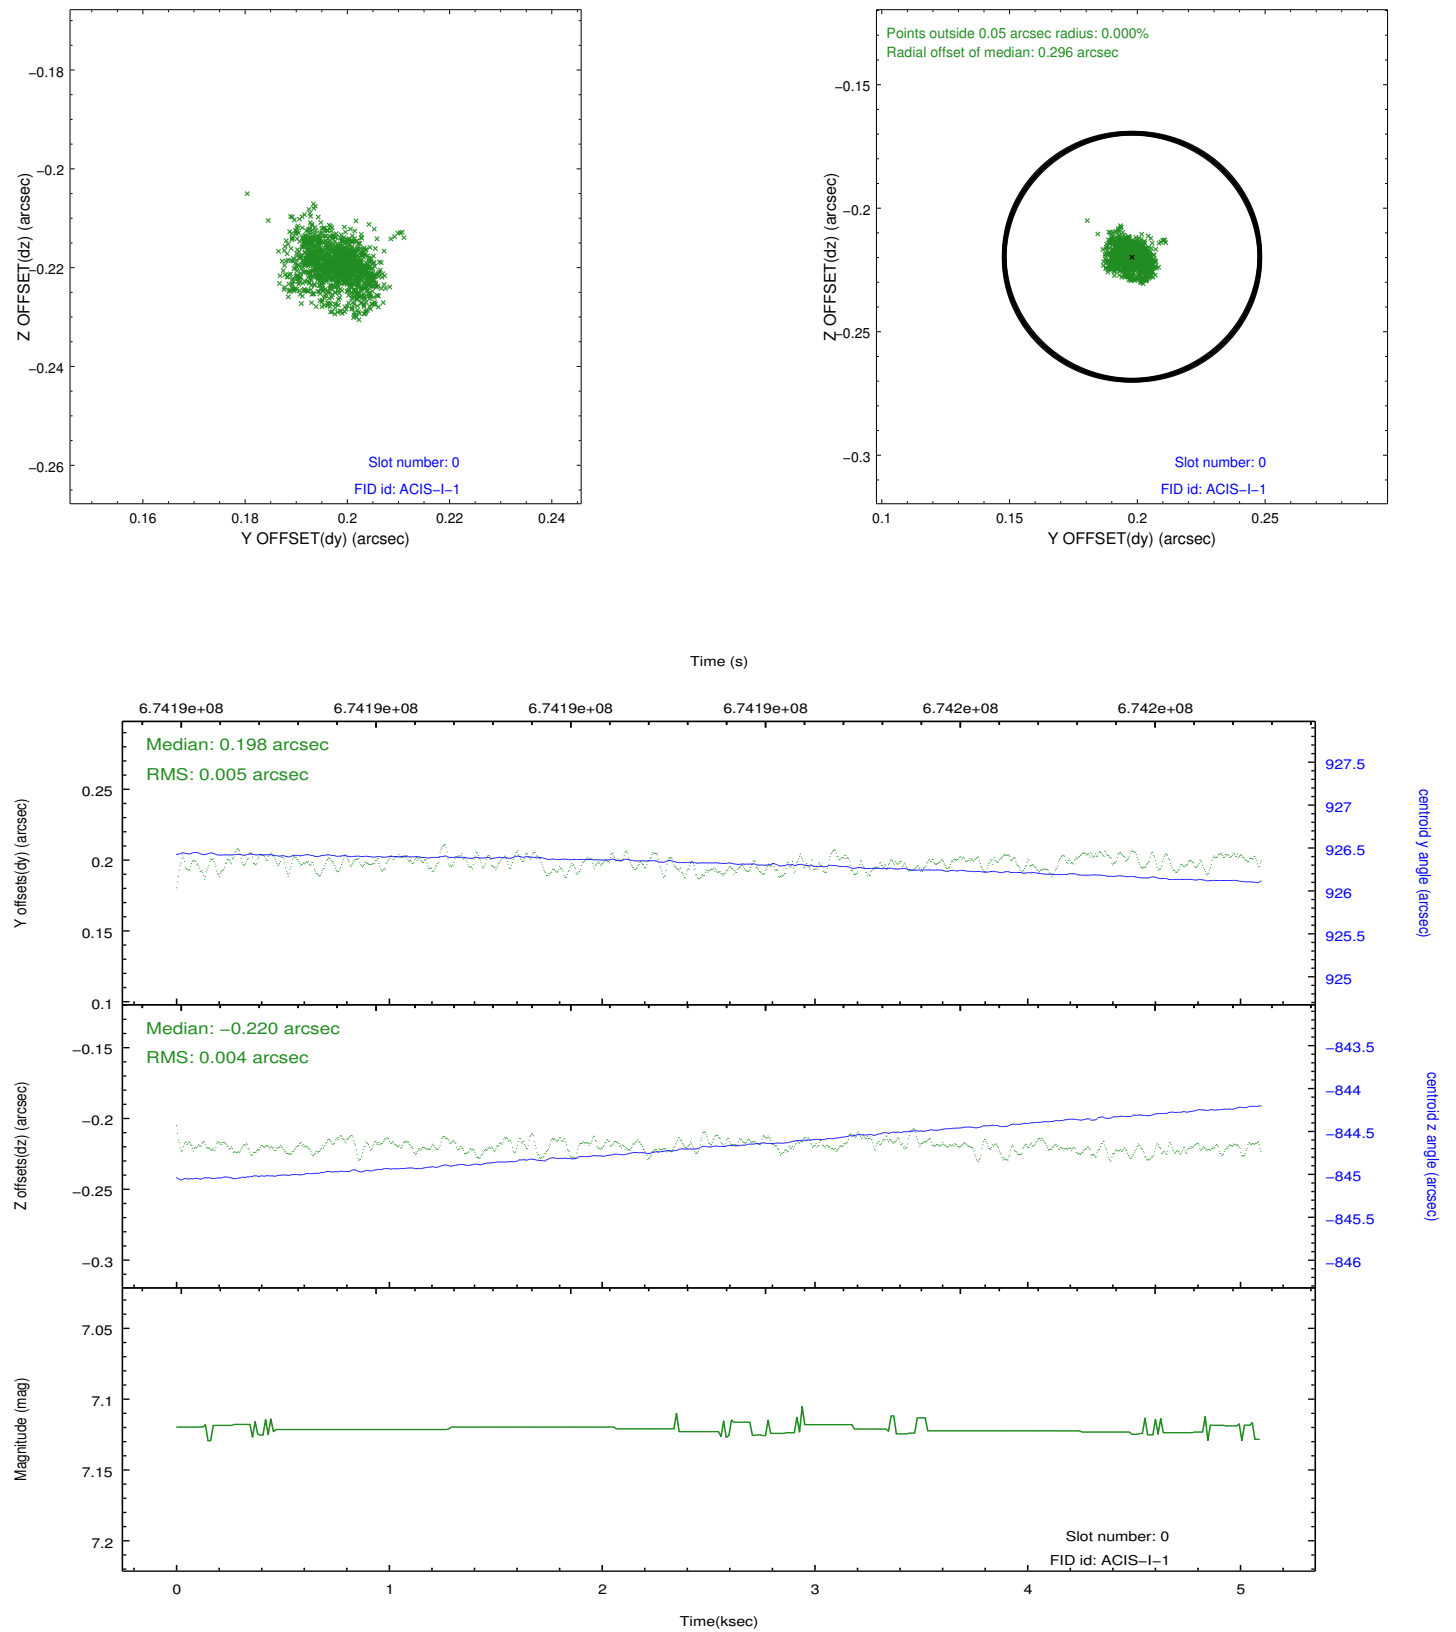 −0.18
−0.2
−0.22
−0.24
−0.26
Z OFFSET(dz) (arcsec)
Slot number: 0
FID id: ACIS−I−1
0.16
0.18
0.2
0.22
0.24
Y OFFSET(dy) (arcsec)
Points outside 0.05 arcsec radius: 0.000%
Radial offset of median: 0.296 arcsec
−0.15
−0.2
−0.25
−0.3
Z OFFSET(dz) (arcsec)
Slot number: 0
FID id: ACIS−I−1
0.1
0.15
0.2
0.25
Y OFFSET(dy) (arcsec)
Time (s)
6.7419e+08
6.7419e+08
6.7419e+08
6.7419e+08
6.742e+08
6.742e+08
Median: 0.198 arcsec
RMS: 0.005 arcsec
0.25
0.2
0.15
0.1
Y offsets(dy) (arcsec)
927.5
927
926.5
926
925.5
925
centroid y angle (arcsec)
Median: −0.220 arcsec
RMS: 0.004 arcsec
−0.15
−0.2
−0.25
−0.3
Z offsets(dz) (arcsec)
−843.5
−844
−844.5
−845
−845.5
−846
centroid z angle (arcsec)
7.05
7.1
7.15
7.2
Magnitude (mag)
Slot number: 0
FID id: ACIS−I−1
0
1
2
3
4
5
Time(ksec)